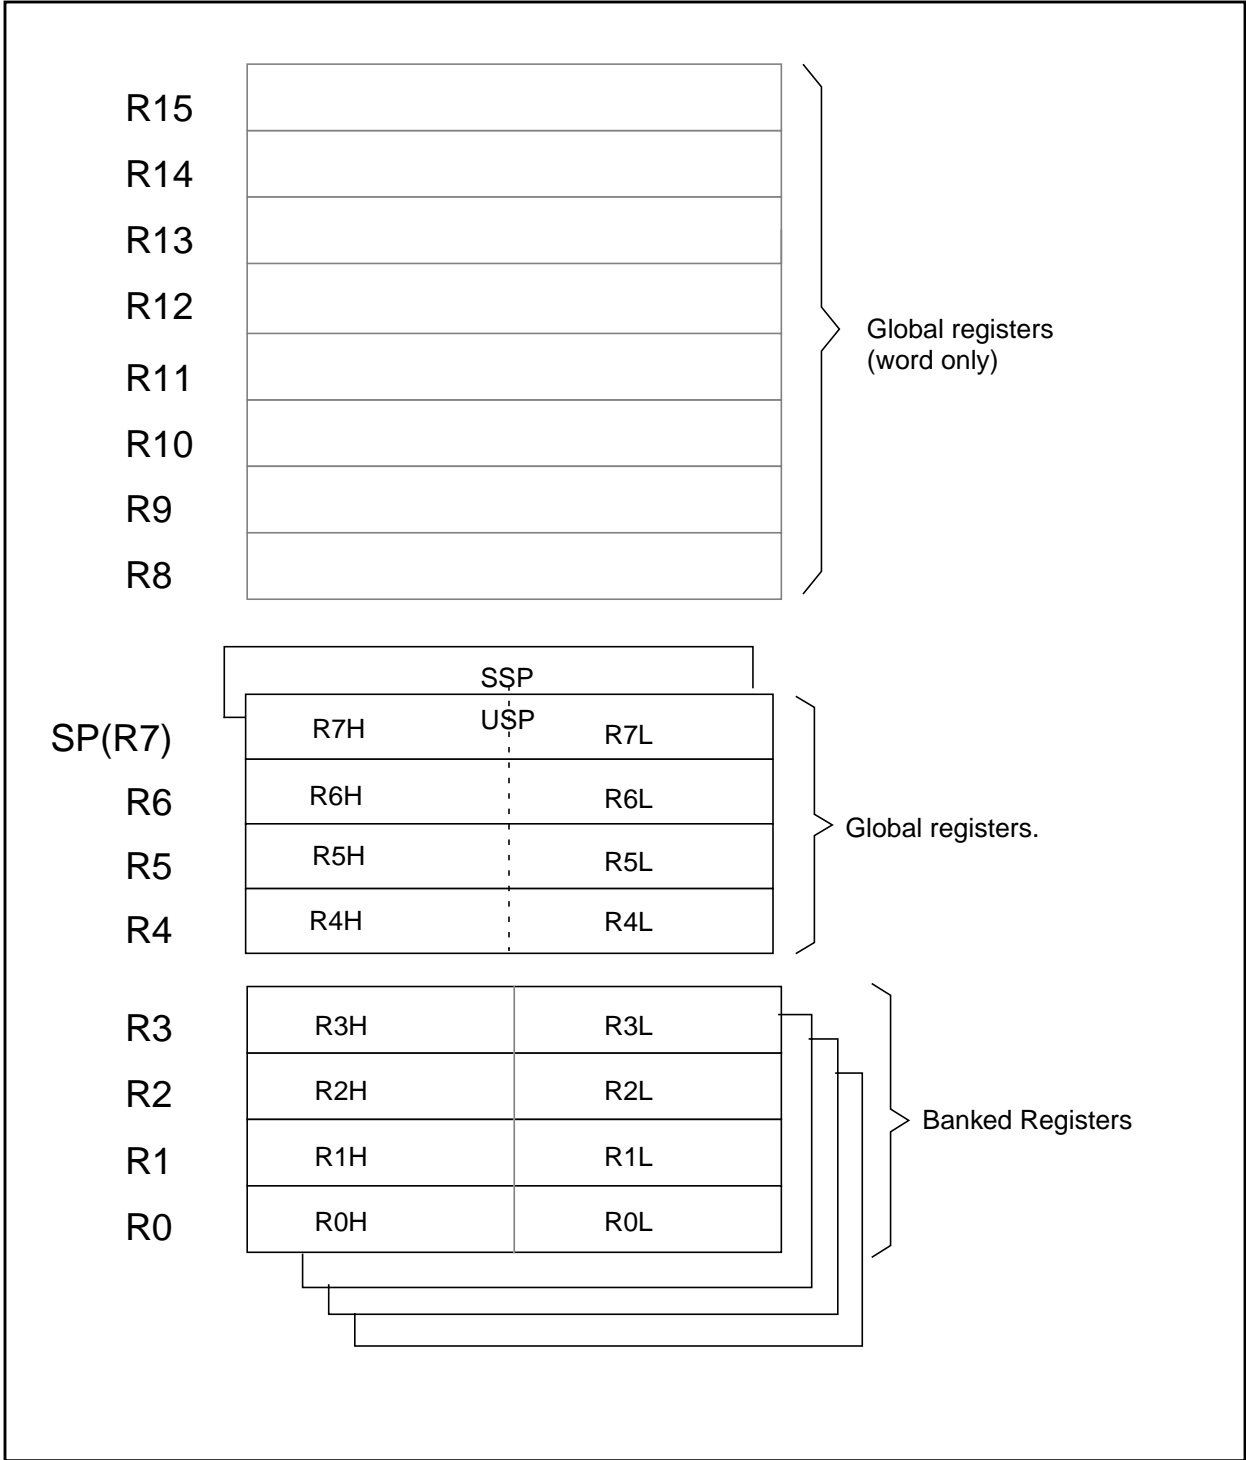 R15
R14
R13
R12
Global registers
(word only)
R11
R10
R9
R8
SSP
SP(R7)
R7H
USP
R7L
R6
R6H
R6L
Global registers.
R5
R5H
R5L
R4
R4H
R4L
R3
R3H
R3L
R2
R2H
R2L
Banked Registers
R1
R1H
R1L
R0
R0H
R0L